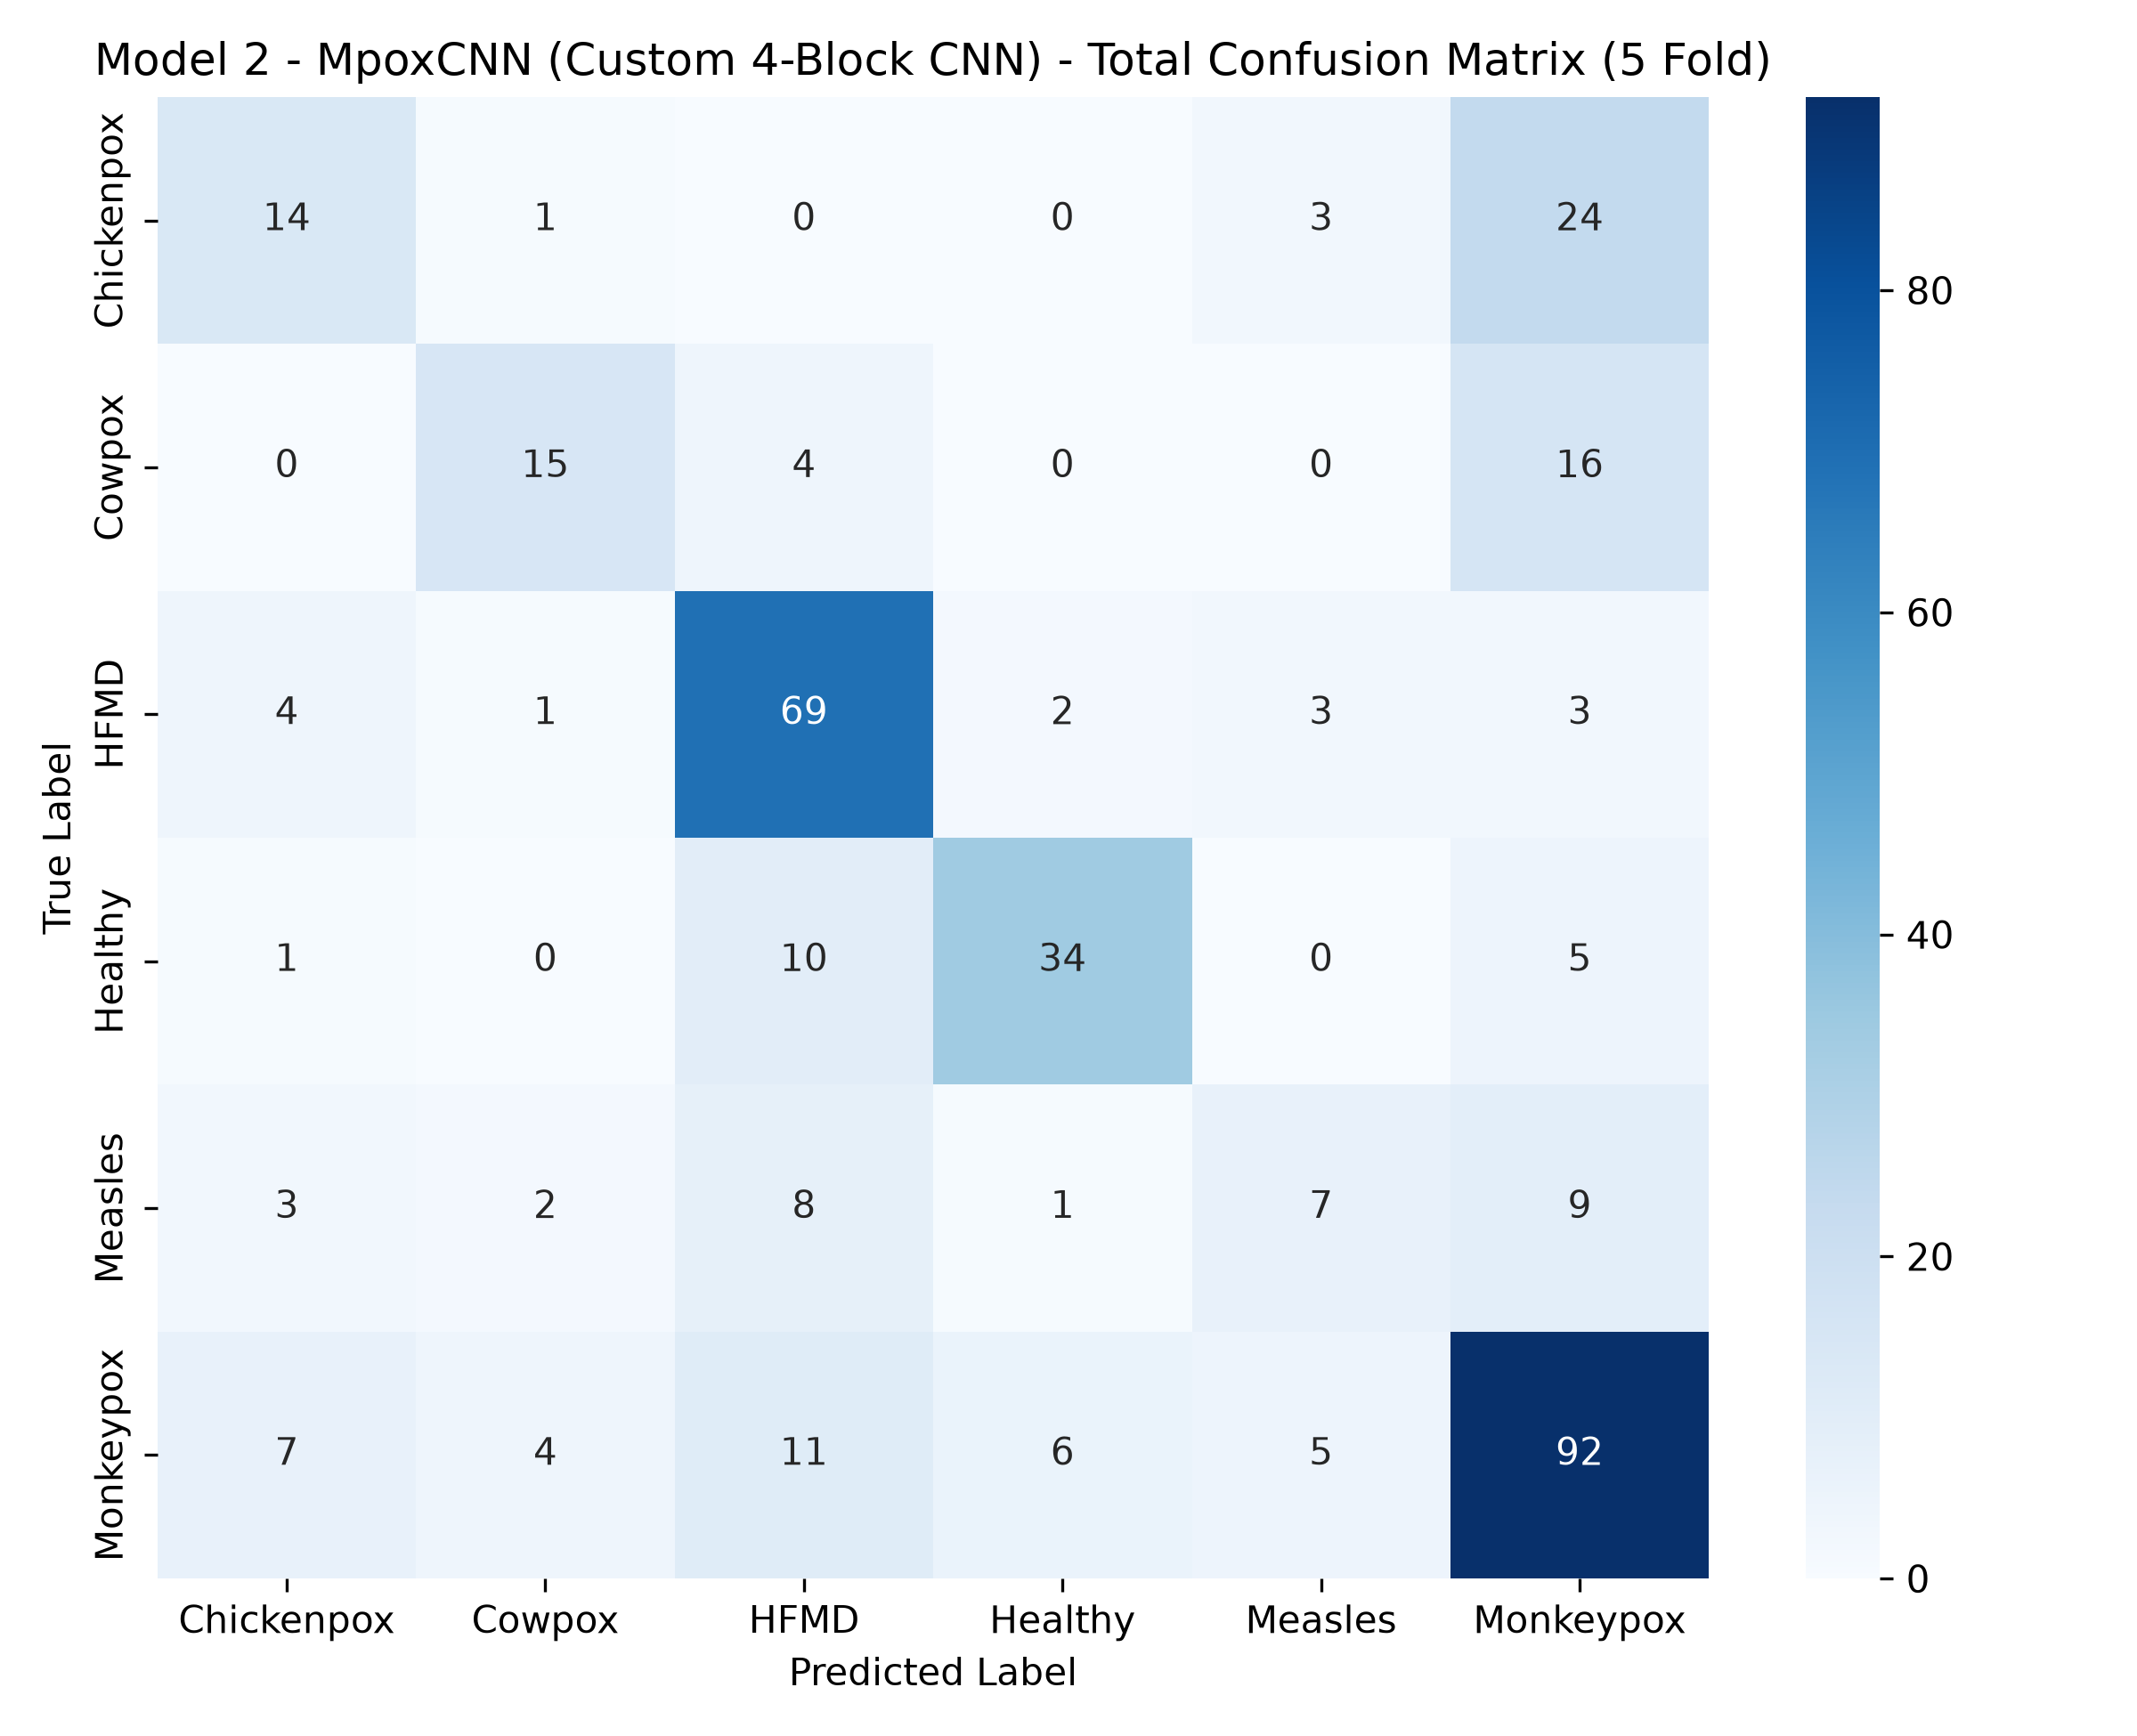 Model 2 - MpoxCNN (Custom 4-Block CNN) - Total Confusion Matrix (5 Fold)
True Label
Chickenpox 14 1 0 0 3 24
Cowpox 0 15 4 0 0 16
HFMD 4 1 69 2 3 3
Healthy 1 0 10 34 0 5
Measles 3 2 8 1 7 9
Monkeypox 7 4 11 6 5 92
Chickenpox Cowpox HFMD Healthy Measles Monkeypox
Predicted Label
80
60
40
20
0